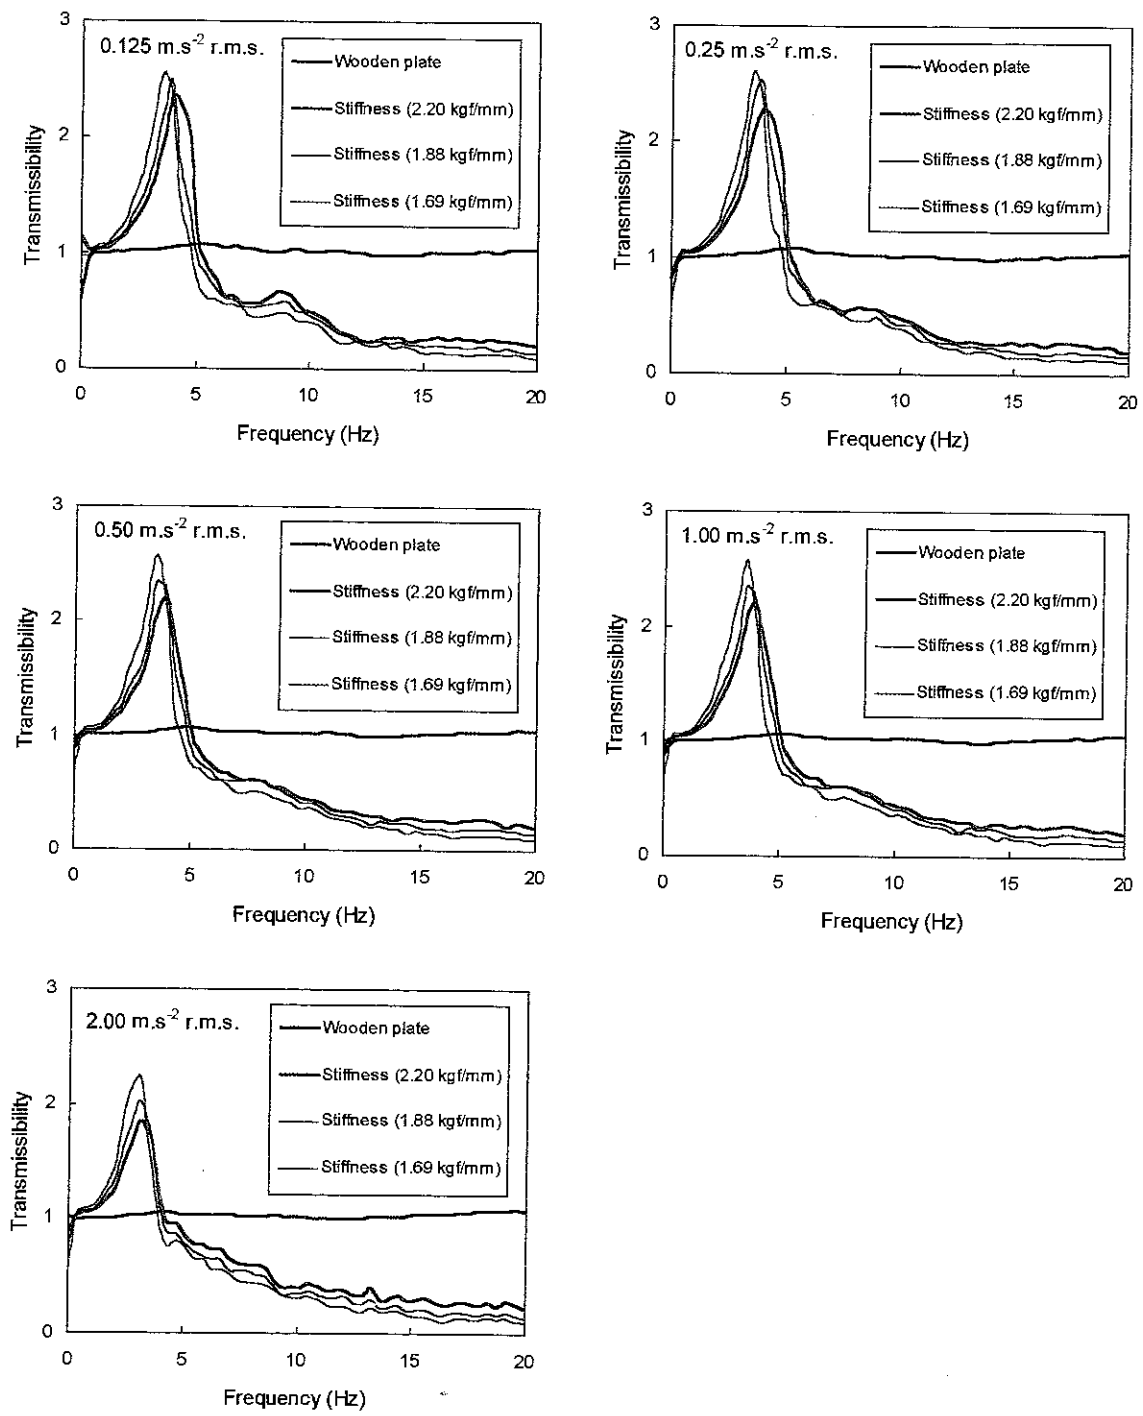 3
0.125 m.s-2 r.m.s.
Wooden plate
Stiffness (2.20 kgf/mm)
Stiffness (1.88 kgf/mm)
Stiffness (1.69 kgf/mm)
2
1
0
Transmissibility
0 5 10 15 20
Frequency (Hz)
3
0.25 m.s-2 r.m.s.
Wooden plate
Stiffness (2.20 kgf/mm)
Stiffness (1.88 kgf/mm)
Stiffness (1.69 kgf/mm)
2
1
0
Transmissibility
0 5 10 15 20
Frequency (Hz)
3
0.50 m.s-2 r.m.s.
Wooden plate
Stiffness (2.20 kgf/mm)
Stiffness (1.88 kgf/mm)
Stiffness (1.69 kgf/mm)
2
1
0
Transmissibility
0 5 10 15 20
Frequency (Hz)
3
1.00 m.s-2 r.m.s.
Wooden plate
Stiffness (2.20 kgf/mm)
Stiffness (1.88 kgf/mm)
Stiffness (1.69 kgf/mm)
2
1
0
Transmissibility
0 5 10 15 20
Frequency (Hz)
3
2.00 m.s-2 r.m.s.
Wooden plate
Stiffness (2.20 kgf/mm)
Stiffness (1.88 kgf/mm)
Stiffness (1.69 kgf/mm)
2
1
0
Transmissibility
0 5 10 15 20
Frequency (Hz)